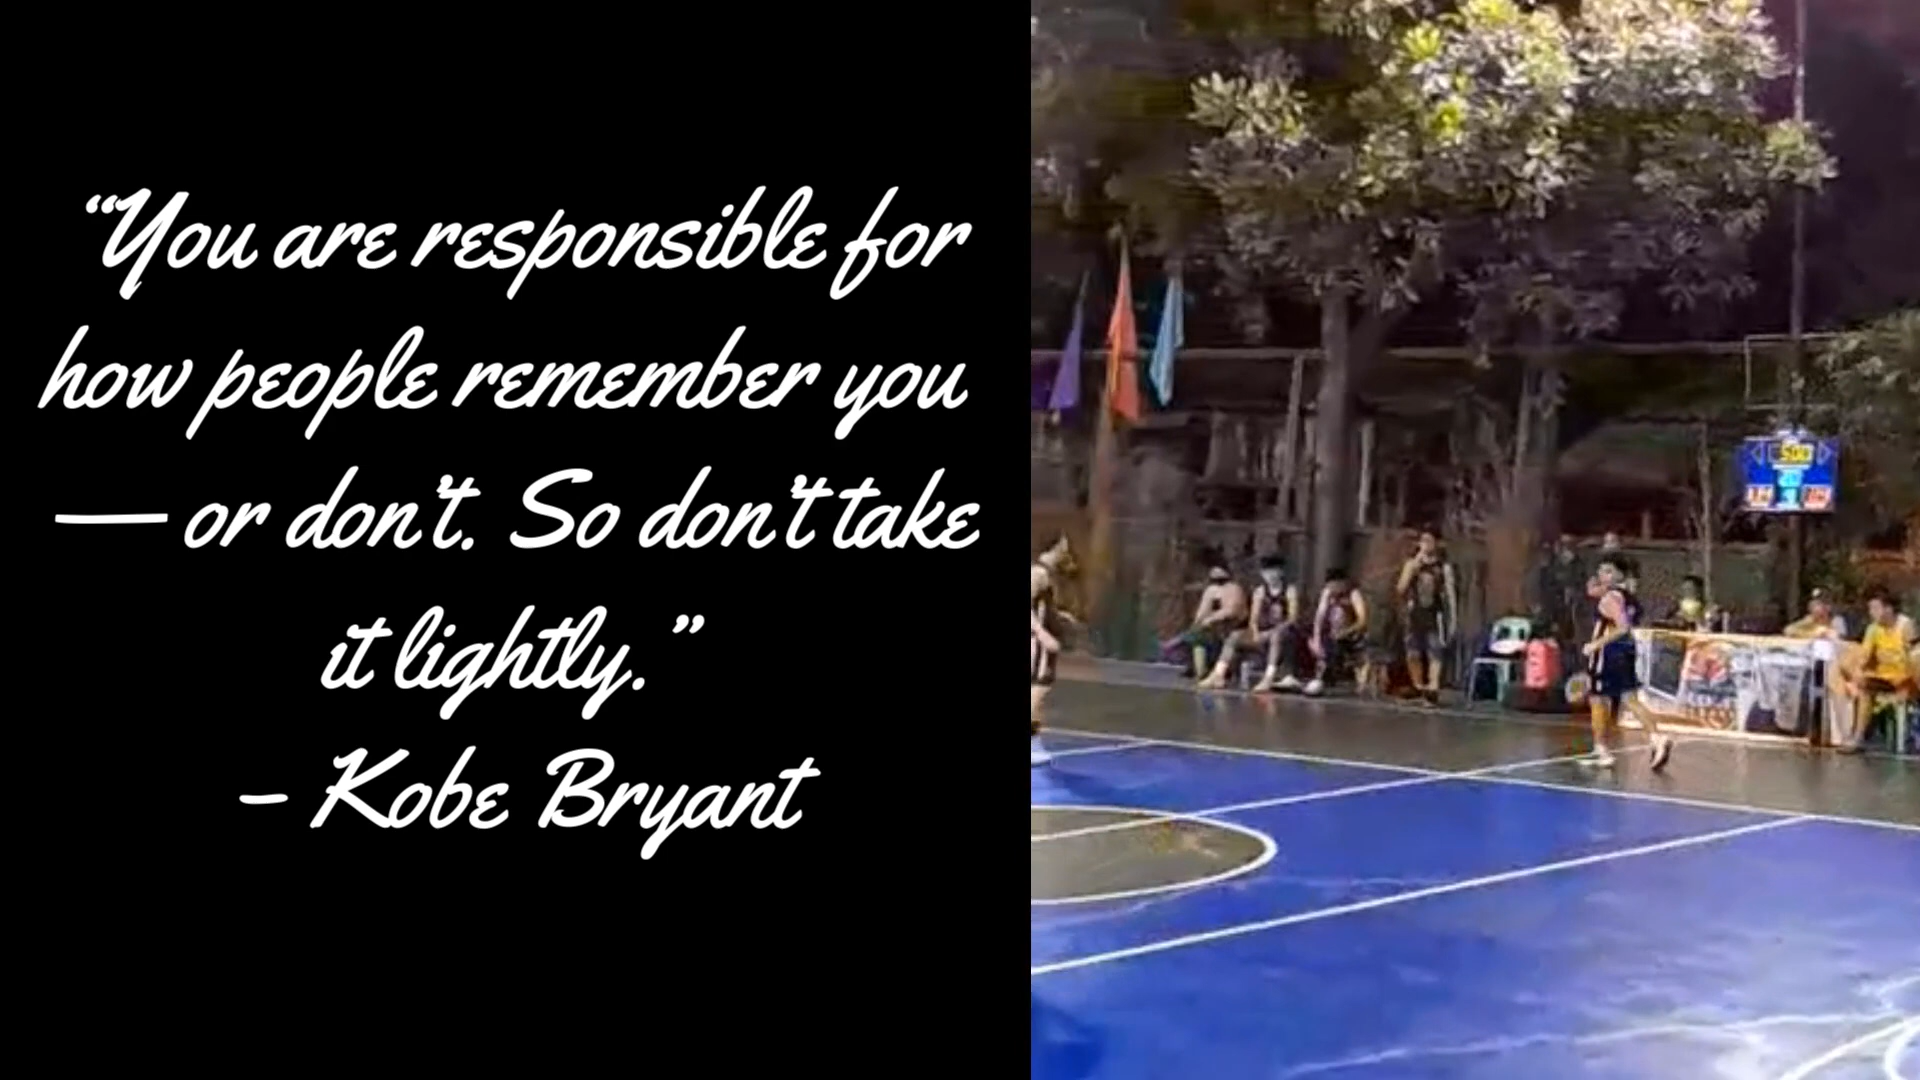 “You are responsible for
how people remember you
— or don't. So don't take
it lightly.”
– Kobe Bryant